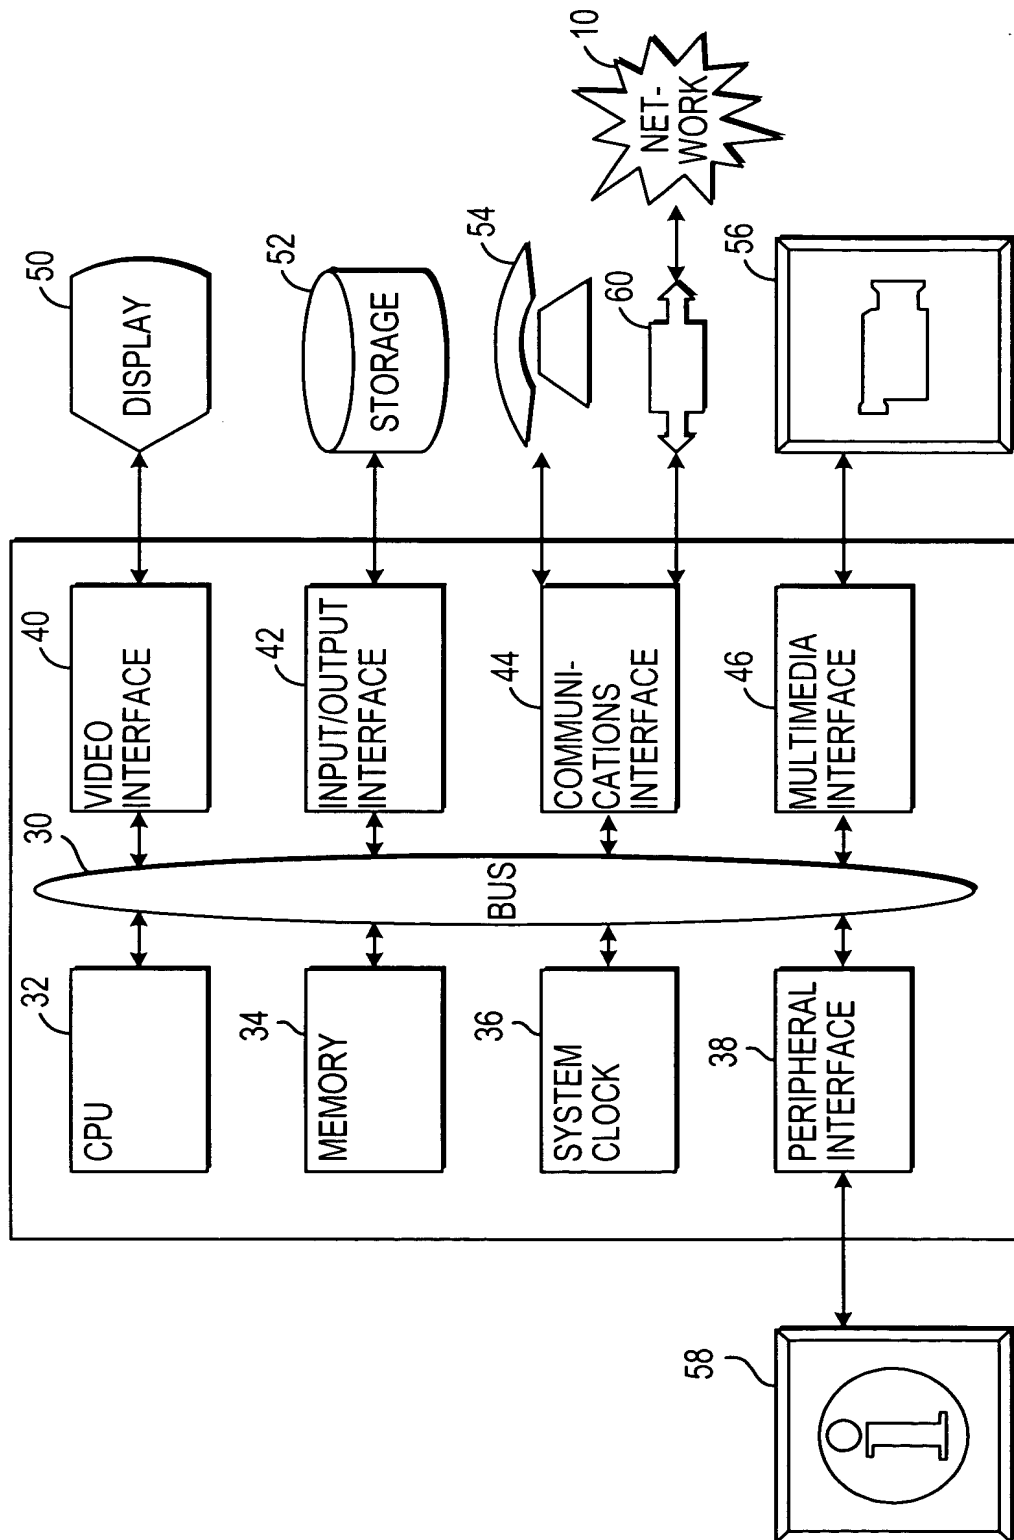 50
DISPLAY
52
STORAGE
54
60
10
NET-
WORK
56
40
VIDEO
INTERFACE
42
INPUT/OUTPUT
INTERFACE
44
COMMUNI-
CATIONS
INTERFACE
46
MULTIMEDIA
INTERFACE
30
BUS
32
CPU
34
MEMORY
36
SYSTEM
CLOCK
38
PERIPHERAL
INTERFACE
58
i